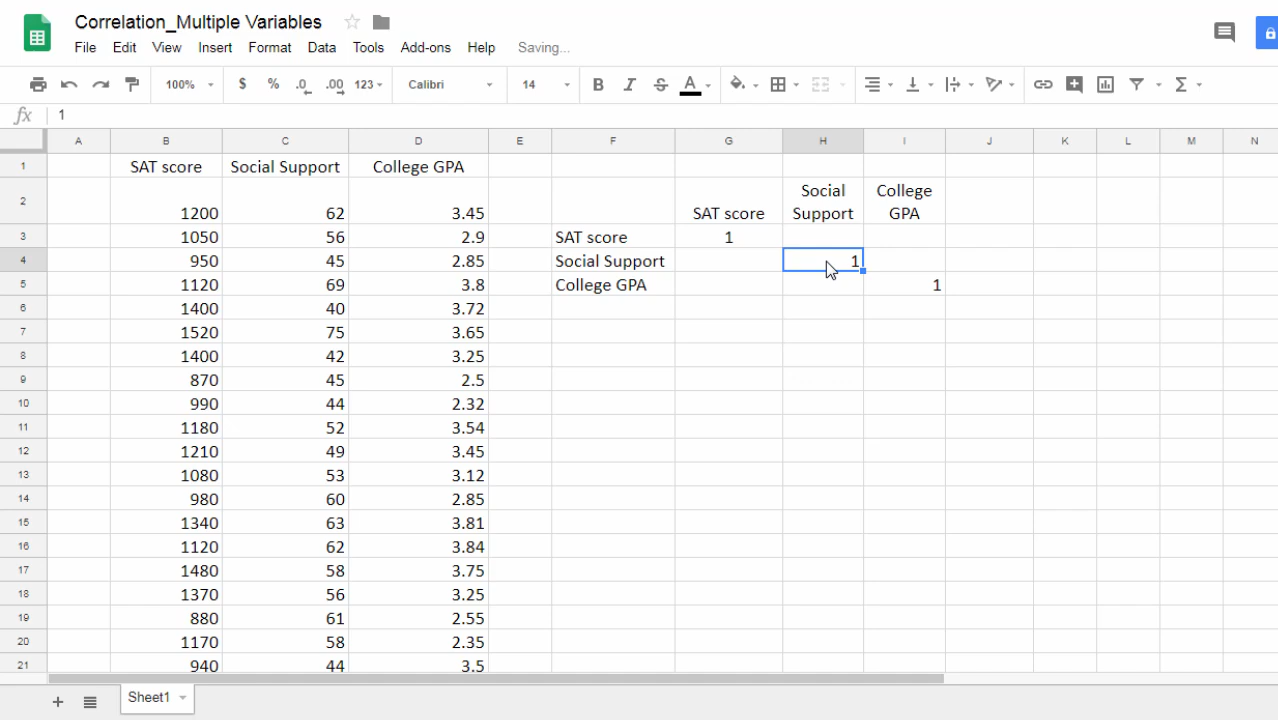 Correlation_Multiple Variables
File Edit View Insert Format Data Tools Add-ons Help Saving...
100% $ % .0 .00 123 Calibri 14 B I S A Σ
fx 1
A B C D E F G H I J K L M N
1 SAT score Social Support College GPA
2 1200 62 3.45 SAT score Social Support College GPA
3 1050 56 2.9 SAT score 1
4 950 45 2.85 Social Support 1
5 1120 69 3.8 College GPA 1
6 1400 40 3.72
7 1520 75 3.65
8 1400 42 3.25
9 870 45 2.5
10 990 44 2.32
11 1180 52 3.54
12 1210 49 3.45
13 1080 53 3.12
14 980 60 2.85
15 1340 63 3.81
16 1120 62 3.84
17 1480 58 3.75
18 1370 56 3.25
19 880 61 2.55
20 1170 58 2.35
21 940 44 3.5
+ Sheet1